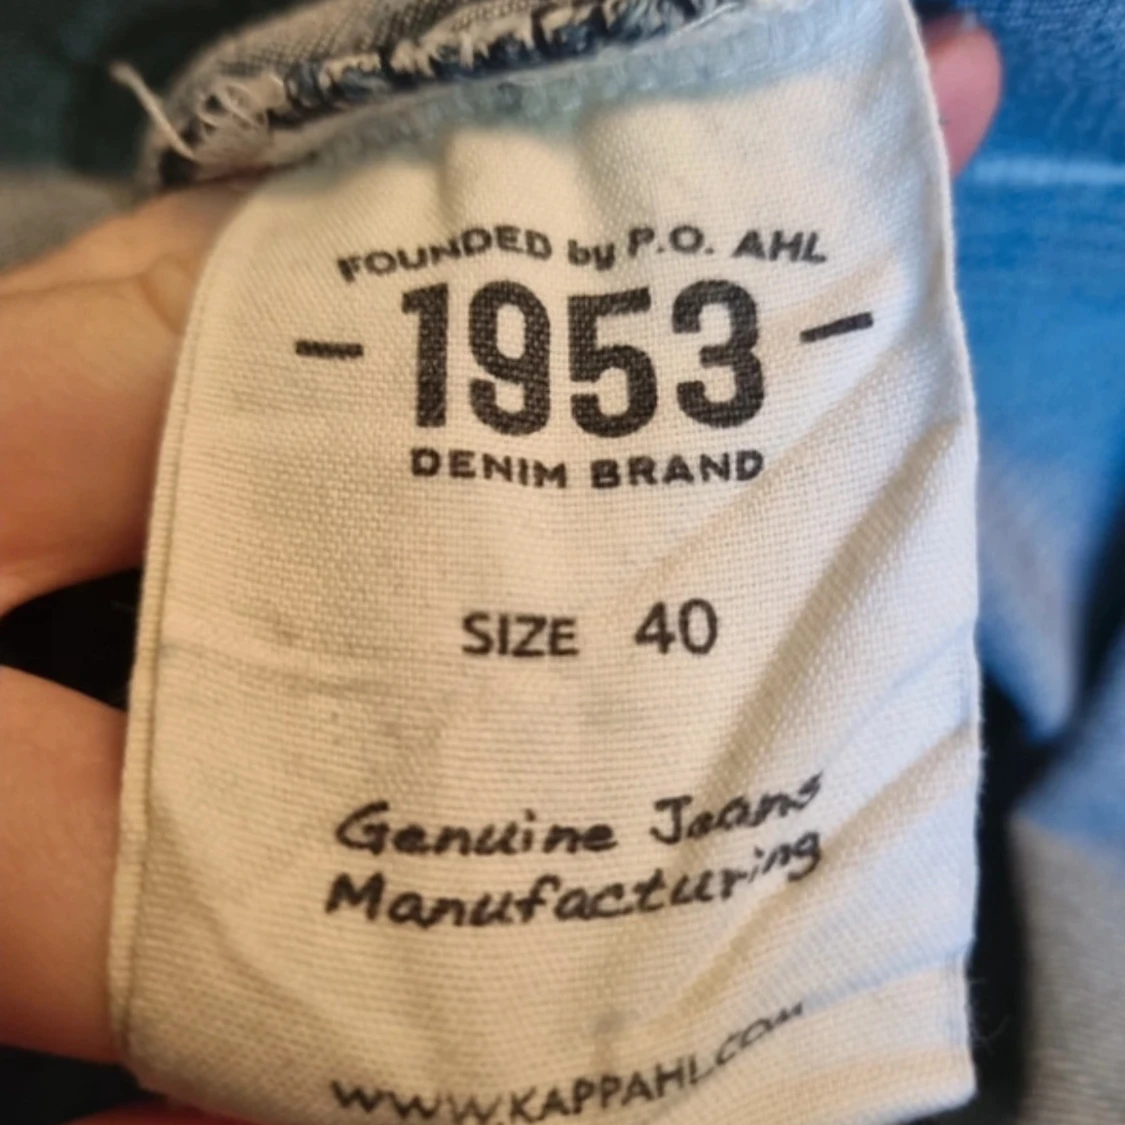 FOUNDED by P.O. AHL
- 1953 -
DENIM BRAND
SIZE 40
Genuine Jeans
Manufacturing
WWW.KAPPAHL.COM